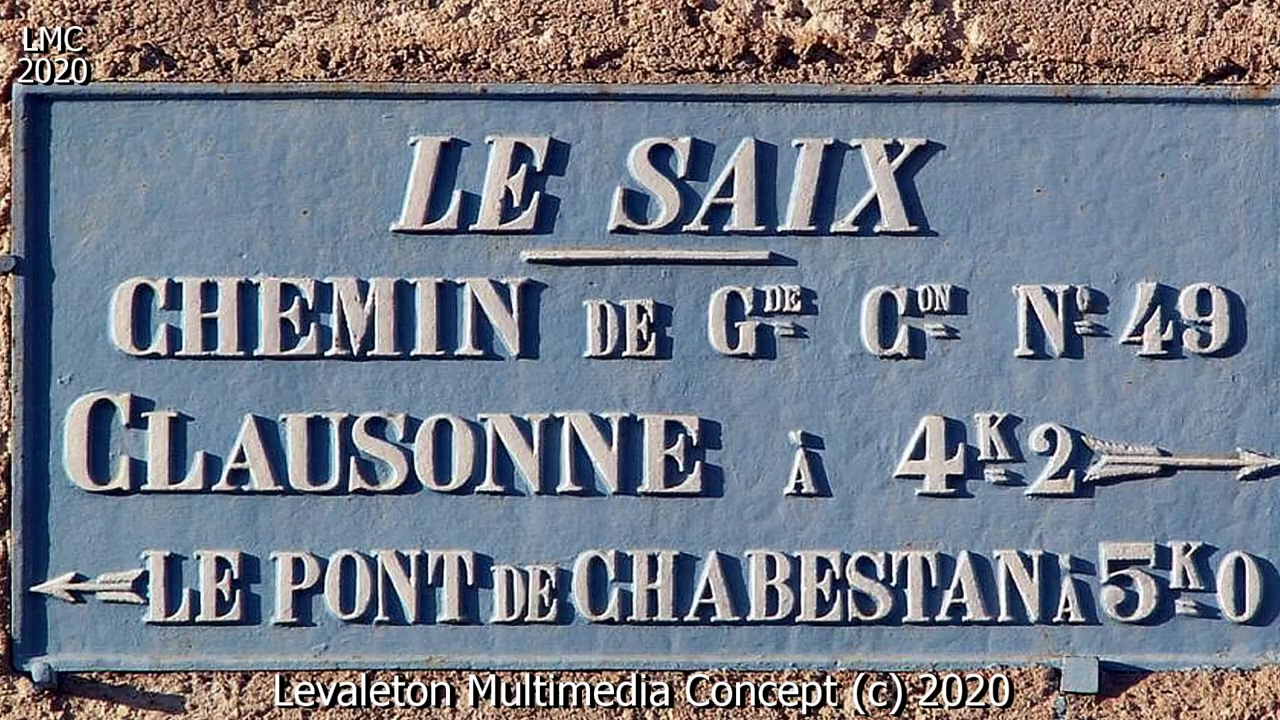 LMC
2020
LE SAIX
CHEMIN DE GDE CON No 49
CLAUSONNE À 4K2
LE PONT DE CHABESTAN À 5K0
Levaleton Multimedia Concept (c) 2020